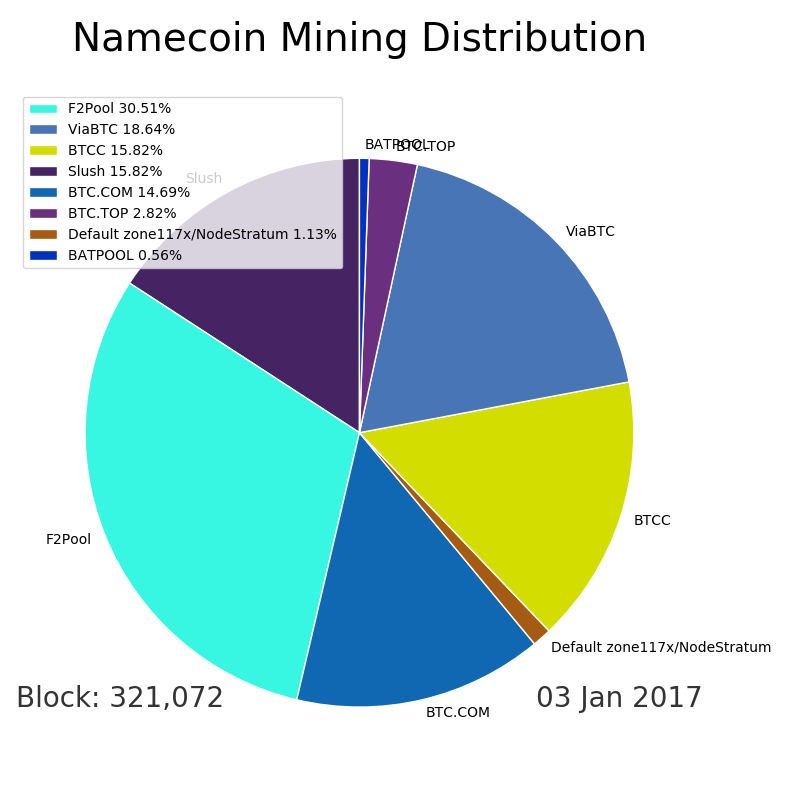 Namecoin Mining Distribution
F2Pool 30.51%
ViaBTC 18.64%
BTCC 15.82%
Slush 15.82%
BTC.COM 14.69%
BTC.TOP 2.82%
Default zone117x/NodeStratum 1.13%
BATPOOL 0.56%
BATPOOL
BTC.TOP
Slush
ViaBTC
BTCC
F2Pool
Default zone117x/NodeStratum
BTC.COM
Block: 321,072
03 Jan 2017